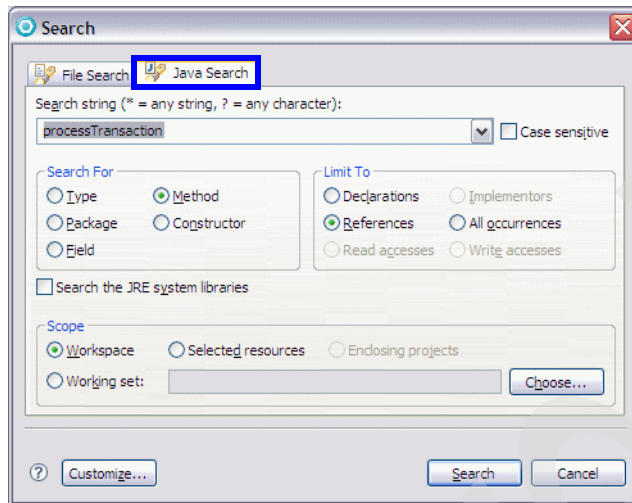 Search
File Search
Java Search
Search string (* = any string, ? = any character):
processTransaction
Case sensitive
Search For
Type
Method
Package
Constructor
Field
Limit To
Declarations
Implementors
References
All occurrences
Read accesses
Write accesses
Search the JRE system libraries
Scope
Workspace
Selected resources
Enclosing projects
Working set:
Choose...
?
Customize...
Search
Cancel